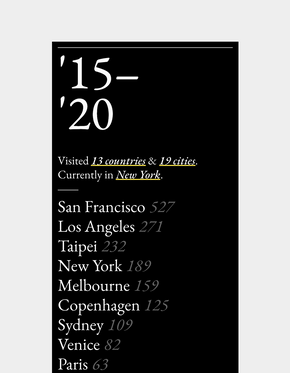 '15–
'20
Visited 13 countries & 19 cities.
Currently in New York.
San Francisco 527
Los Angeles 271
Taipei 232
New York 189
Melbourne 159
Copenhagen 125
Sydney 109
Venice 82
Paris 63